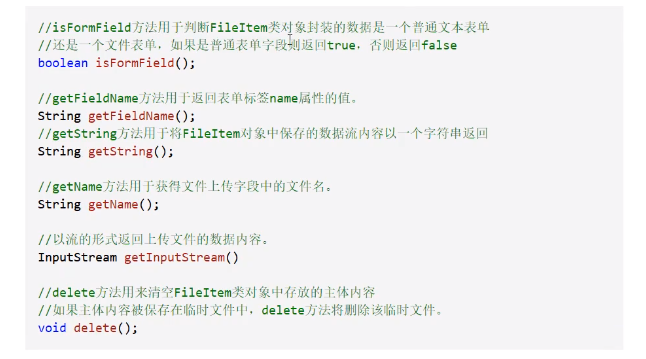 //isFormField方法用于判断FileItem类对象封装的数据是一个普通文本表单
//还是一个文件表单，如果是普通表单字段则返回true，否则返回false
boolean isFormField();
//getFieldName方法用于返回表单标签name属性的值。
String getFieldName();
//getString方法用于将FileItem对象中保存的数据流内容以一个字符串返回
String getString();
//getName方法用于获得文件上传字段中的文件名。
String getName();
//以流的形式返回上传文件的数据内容。
InputStream getInputStream()
//delete方法用来清空FileItem类对象中存放的主体内容
//如果主体内容被保存在临时文件中，delete方法将删除该临时文件。
void delete();